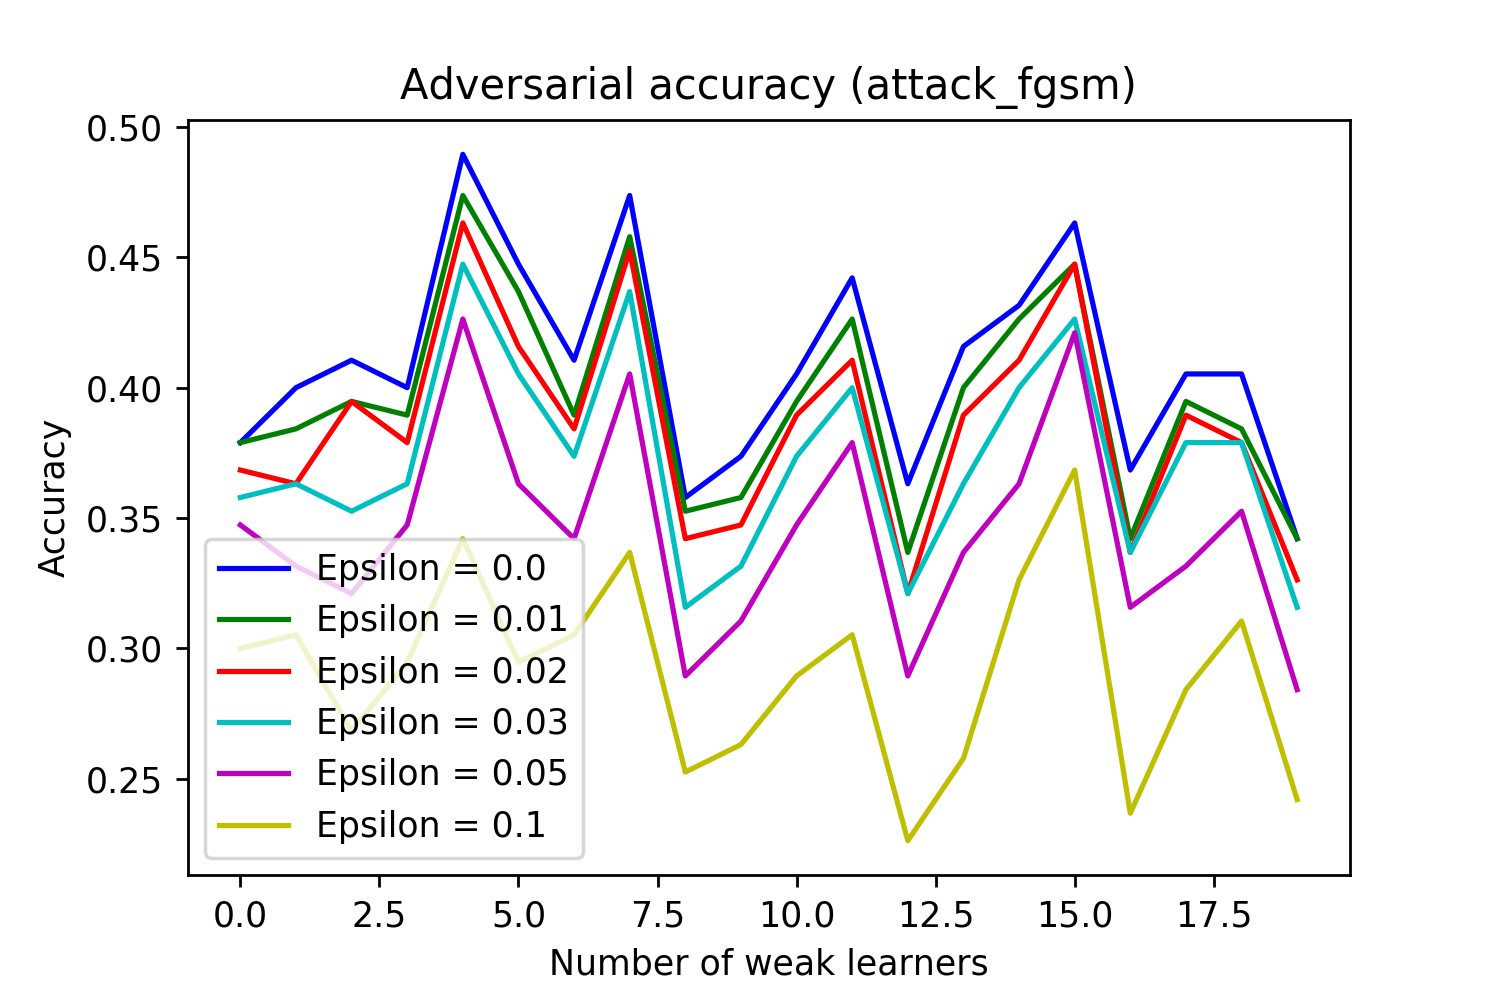 Adversarial accuracy (attack_fgsm)
0.50
0.45
0.40
0.35
0.30
0.25
Accuracy
Epsilon = 0.0
Epsilon = 0.01
Epsilon = 0.02
Epsilon = 0.03
Epsilon = 0.05
Epsilon = 0.1
0.0 2.5 5.0 7.5 10.0 12.5 15.0 17.5
Number of weak learners